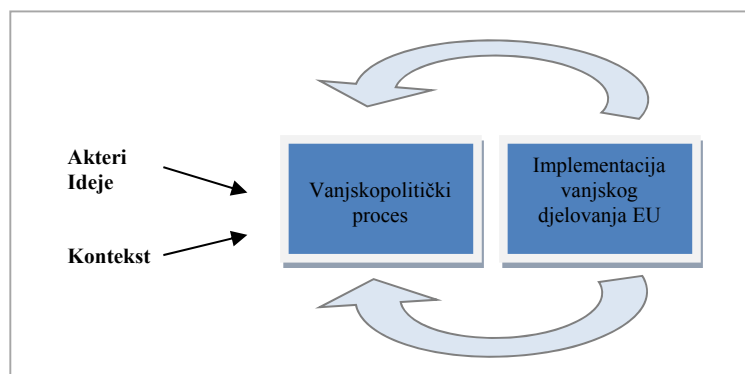 Akteri
Ideje
Kontekst
Vanjskopolitički
proces
Implementacija
vanjskog
djelovanja EU